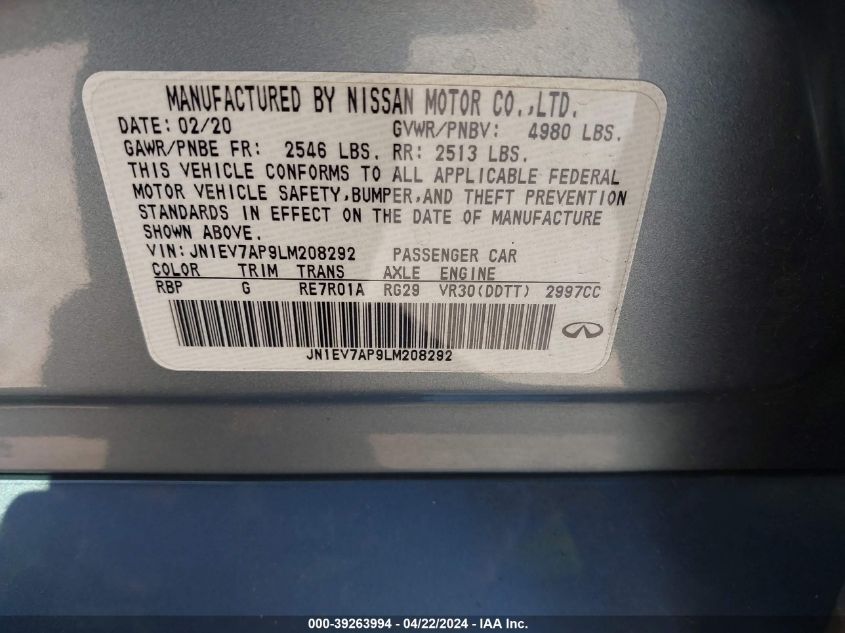 MANUFACTURED BY NISSAN MOTOR CO.,LTD.
DATE: 02/20 GVWR/PNBV: 4980 LBS.
GAWR/PNBE FR: 2546 LBS. RR: 2513 LBS.
THIS VEHICLE CONFORMS TO ALL APPLICABLE FEDERAL
MOTOR VEHICLE SAFETY,BUMPER,AND THEFT PREVENTION
STANDARDS IN EFFECT ON THE DATE OF MANUFACTURE
SHOWN ABOVE.
VIN: JN1EV7AP9LM208292 PASSENGER CAR
COLOR TRIM TRANS AXLE ENGINE
RBP G RE7R01A RG29 VR30(DDTT) 2997CC
JN1EV7AP9LM208292
000-39263994 - 04/22/2024 - IAA Inc.